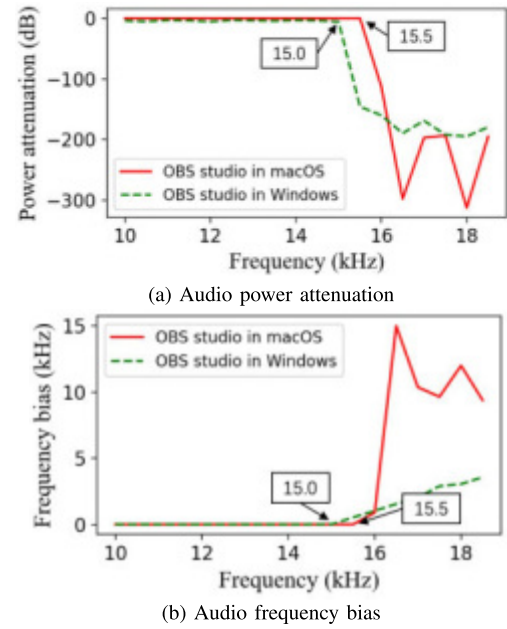 0
−100
−200
−300
Power attenuation (dB)
15.0
15.5
OBS studio in macOS
OBS studio in Windows
10 12 14 16 18
Frequency (kHz)
(a) Audio power attenuation
15
10
5
0
Frequency bias (kHz)
OBS studio in macOS
OBS studio in Windows
15.0
15.5
10 12 14 16 18
Frequency (kHz)
(b) Audio frequency bias